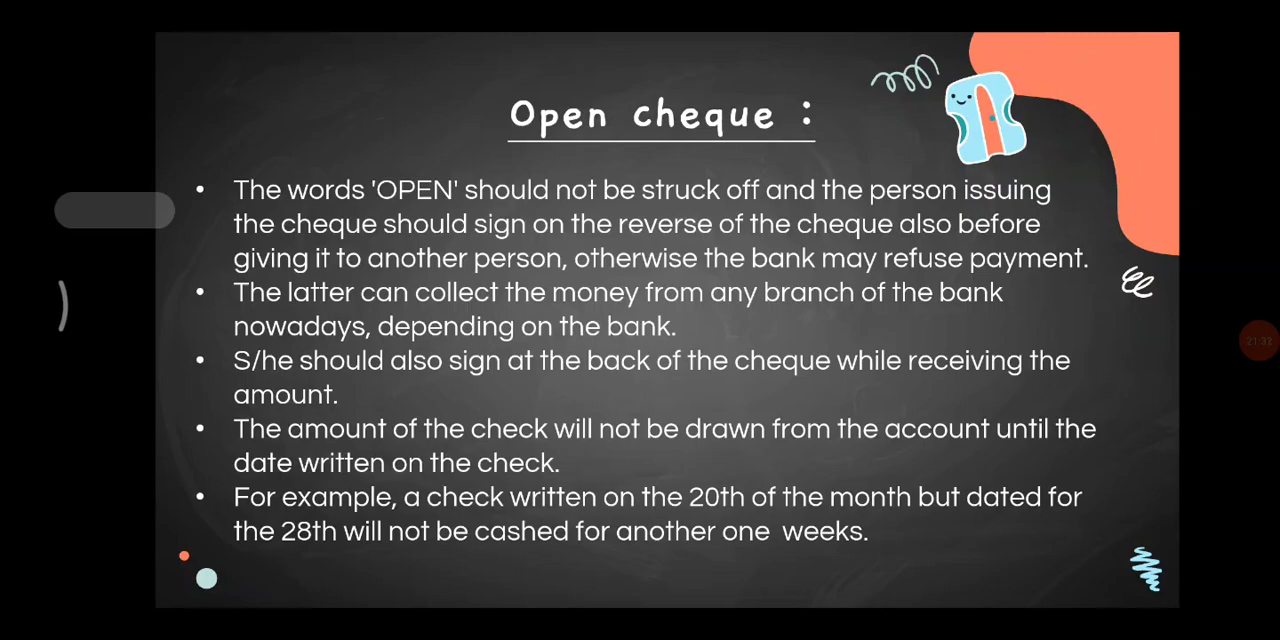 Open cheque :
• The words 'OPEN' should not be struck off and the person issuing
the cheque should sign on the reverse of the cheque also before
giving it to another person, otherwise the bank may refuse payment.
• The latter can collect the money from any branch of the bank
nowadays, depending on the bank.
• S/he should also sign at the back of the cheque while receiving the
amount.
• The amount of the check will not be drawn from the account until the
date written on the check.
• For example, a check written on the 20th of the month but dated for
the 28th will not be cashed for another one  weeks.